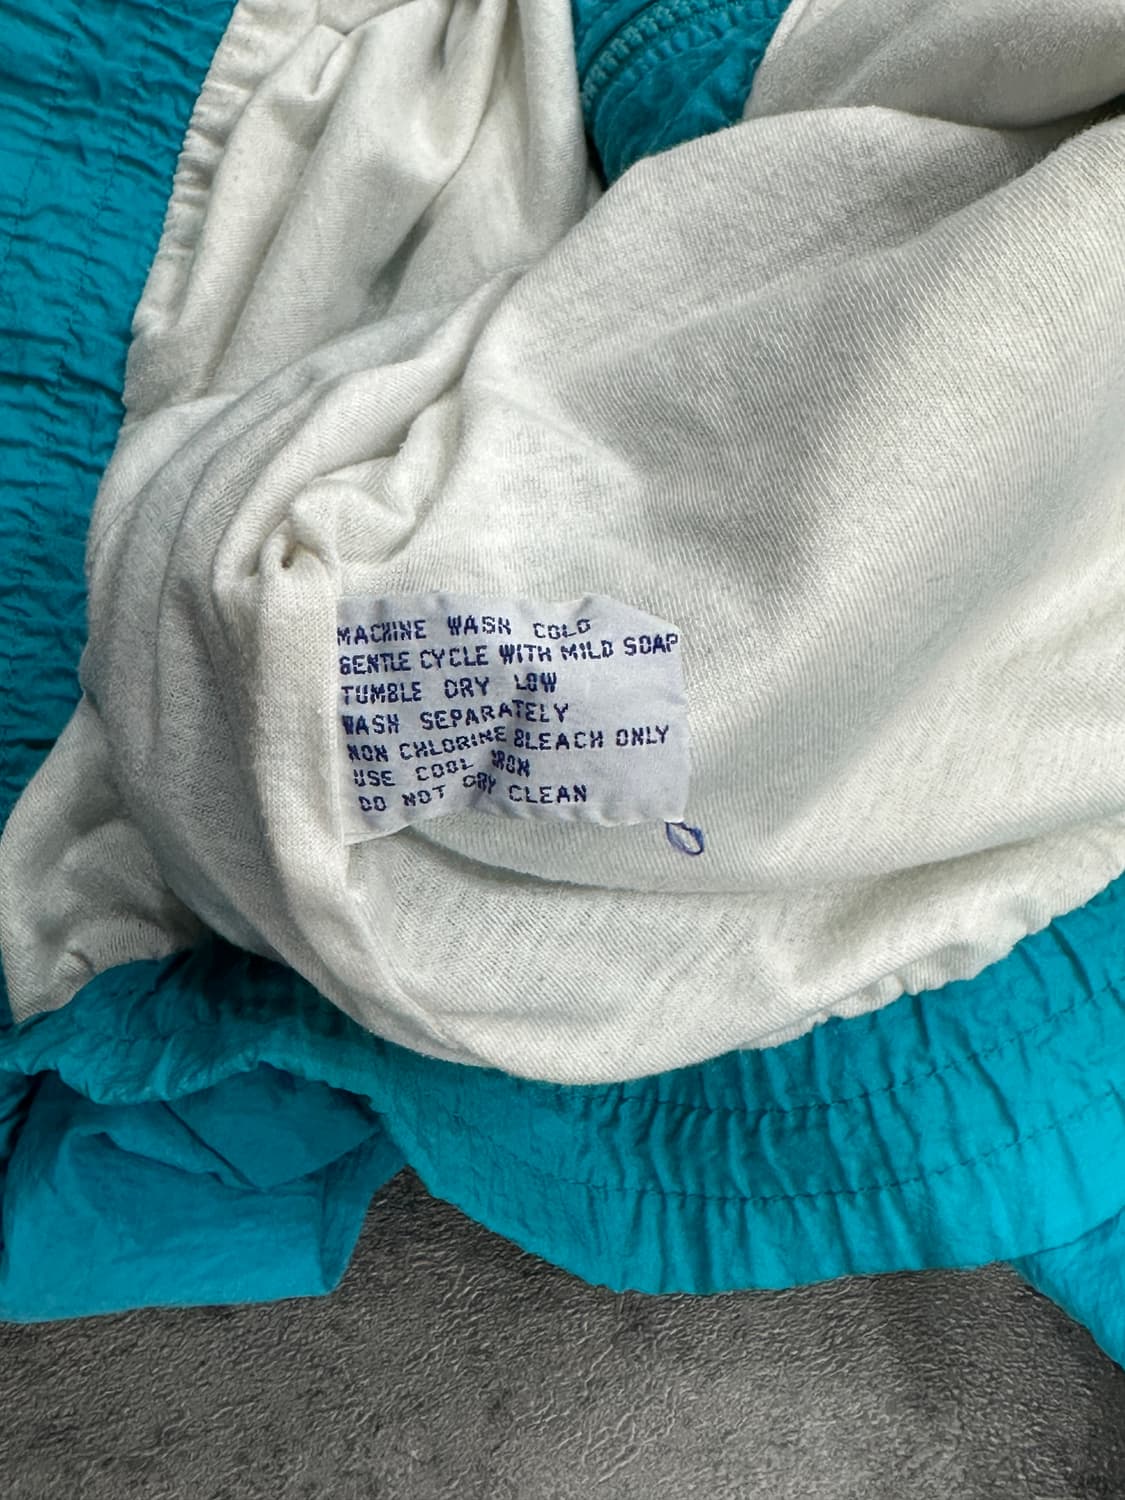 MACHINE WASH COLD
GENTLE CYCLE WITH MILD SOAP
TUMBLE DRY LOW
WASH SEPARATELY
NON CHLORINE BLEACH ONLY
USE COOL IRON
DO NOT DRY CLEAN